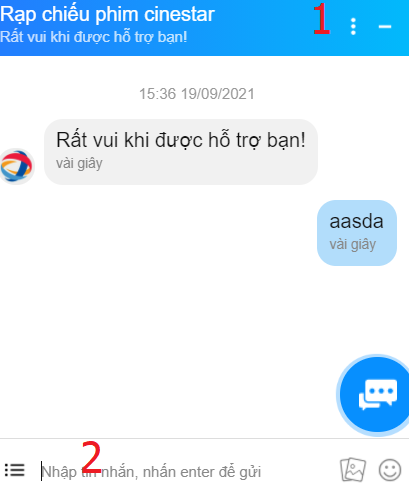 Rạp chiếu phim cinestar
1
Rất vui khi được hỗ trợ bạn!
15:36 19/09/2021
Rất vui khi được hỗ trợ bạn!
vài giây
aasda
vài giây
2
Nhập tin nhắn, nhấn enter để gửi